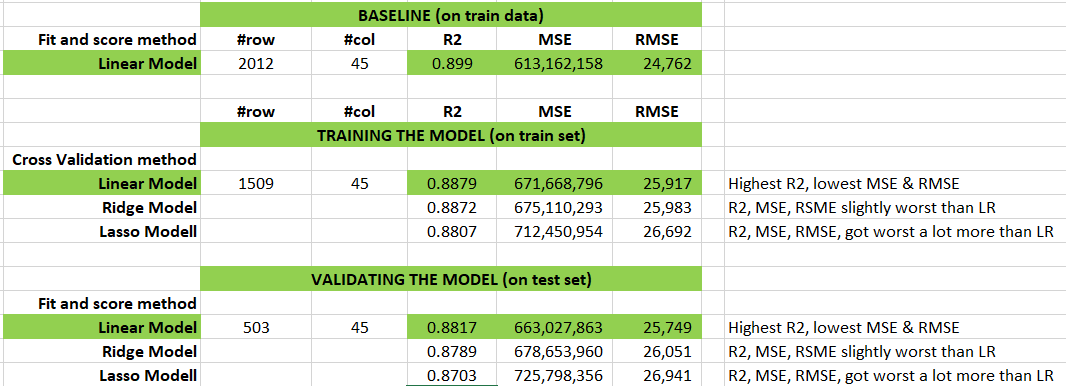 BASELINE (on train data)
Fit and score method #row #col R2 MSE RMSE
Linear Model 2012 45 0.899 613,162,158 24,762
#row #col R2 MSE RMSE
TRAINING THE MODEL (on train set)
Cross Validation method
Linear Model 1509 45 0.8879 671,668,796 25,917 Highest R2, lowest MSE & RMSE
Ridge Model 0.8872 675,110,293 25,983 R2, MSE, RSME slightly worst than LR
Lasso Modell 0.8807 712,450,954 26,692 R2, MSE, RMSE, got worst a lot more than LR
VALIDATING THE MODEL (on test set)
Fit and score method
Linear Model 503 45 0.8817 663,027,863 25,749 Highest R2, lowest MSE & RMSE
Ridge Model 0.8789 678,653,960 26,051 R2, MSE, RSME slightly worst than LR
Lasso Modell 0.8703 725,798,356 26,941 R2, MSE, RMSE, got worst a lot more than LR